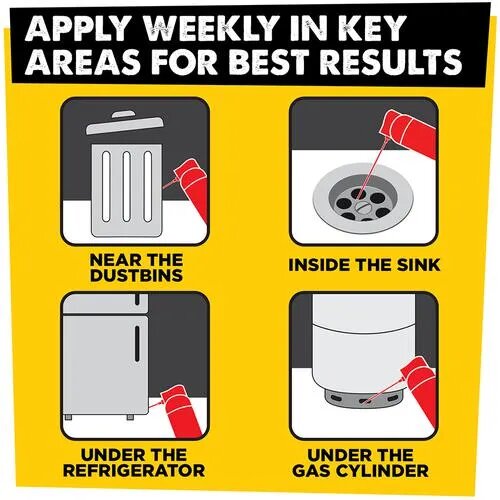 APPLY WEEKLY IN KEY
AREAS FOR BEST RESULTS
NEAR THE
DUSTBINS
INSIDE THE SINK
UNDER THE
REFRIGERATOR
UNDER THE
GAS CYLINDER